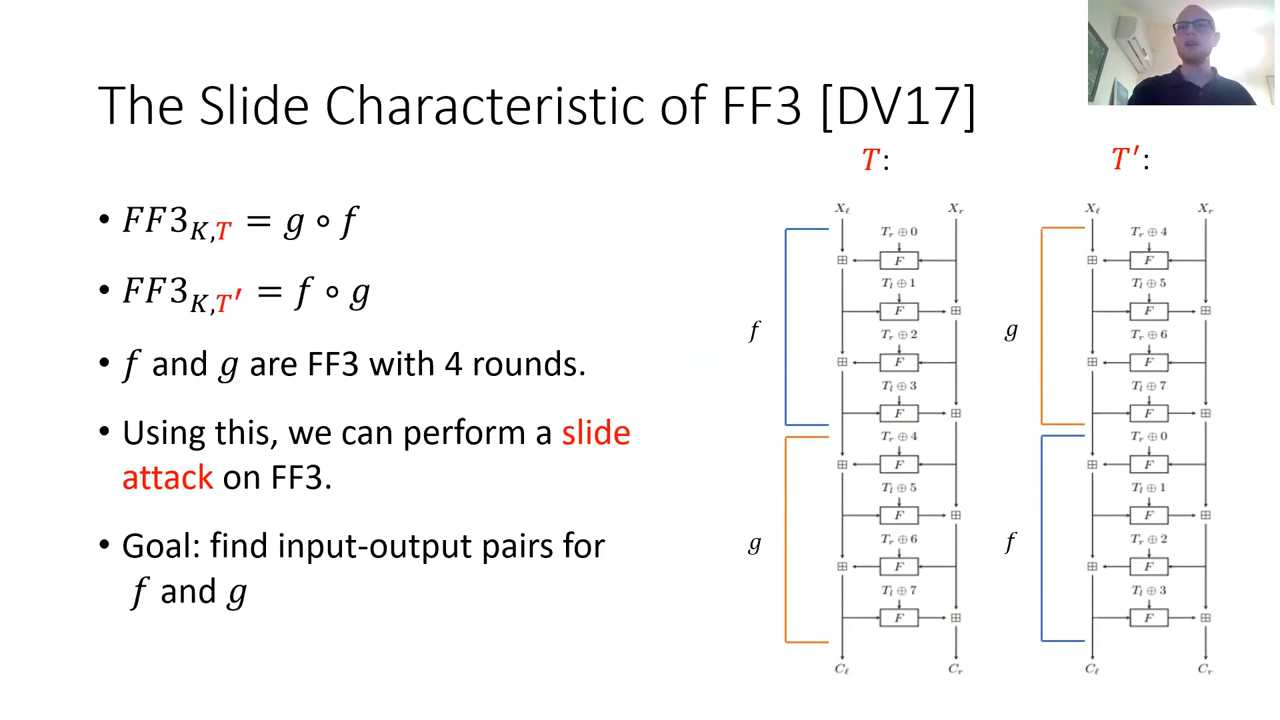 The Slide Characteristic of FF3 [DV17]
• FF3_{K,T} = g ∘ f
• FF3_{K,T′} = f ∘ g
• f and g are FF3 with 4 rounds.
• Using this, we can perform a slide
attack on FF3.
• Goal: find input-output pairs for
f and g
T:
X_ℓ X_r
T_r ⊕ 0
F
T_l ⊕ 1
F
f
T_r ⊕ 2
F
T_l ⊕ 3
F
T_r ⊕ 4
F
T_l ⊕ 5
F
g
T_r ⊕ 6
F
T_l ⊕ 7
F
C_ℓ C_r
T′:
X_ℓ X_r
T_r ⊕ 4
F
T_l ⊕ 5
F
g
T_r ⊕ 6
F
T_l ⊕ 7
F
T_r ⊕ 0
F
T_l ⊕ 1
F
f
T_r ⊕ 2
F
T_l ⊕ 3
F
C_ℓ C_r